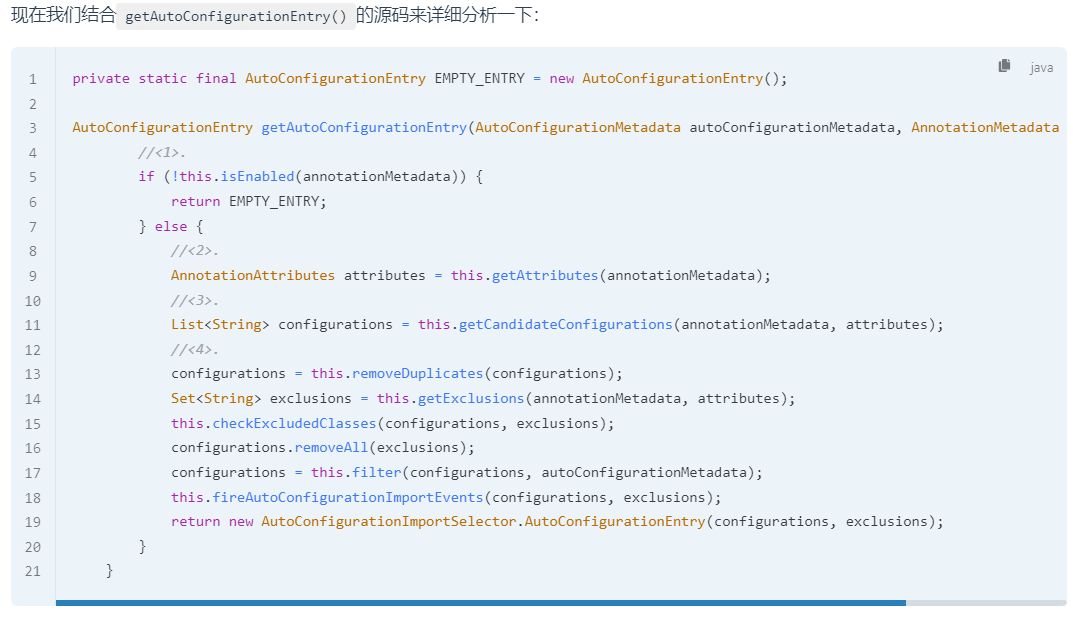 现在我们结合 getAutoConfigurationEntry() 的源码来详细分析一下：
java
1 private static final AutoConfigurationEntry EMPTY_ENTRY = new AutoConfigurationEntry();
2
3 AutoConfigurationEntry getAutoConfigurationEntry(AutoConfigurationMetadata autoConfigurationMetadata, AnnotationMetadata
4         //<1>.
5         if (!this.isEnabled(annotationMetadata)) {
6             return EMPTY_ENTRY;
7         } else {
8             //<2>.
9             AnnotationAttributes attributes = this.getAttributes(annotationMetadata);
10             //<3>.
11             List<String> configurations = this.getCandidateConfigurations(annotationMetadata, attributes);
12             //<4>.
13             configurations = this.removeDuplicates(configurations);
14             Set<String> exclusions = this.getExclusions(annotationMetadata, attributes);
15             this.checkExcludedClasses(configurations, exclusions);
16             configurations.removeAll(exclusions);
17             configurations = this.filter(configurations, autoConfigurationMetadata);
18             this.fireAutoConfigurationImportEvents(configurations, exclusions);
19             return new AutoConfigurationImportSelector.AutoConfigurationEntry(configurations, exclusions);
20         }
21     }